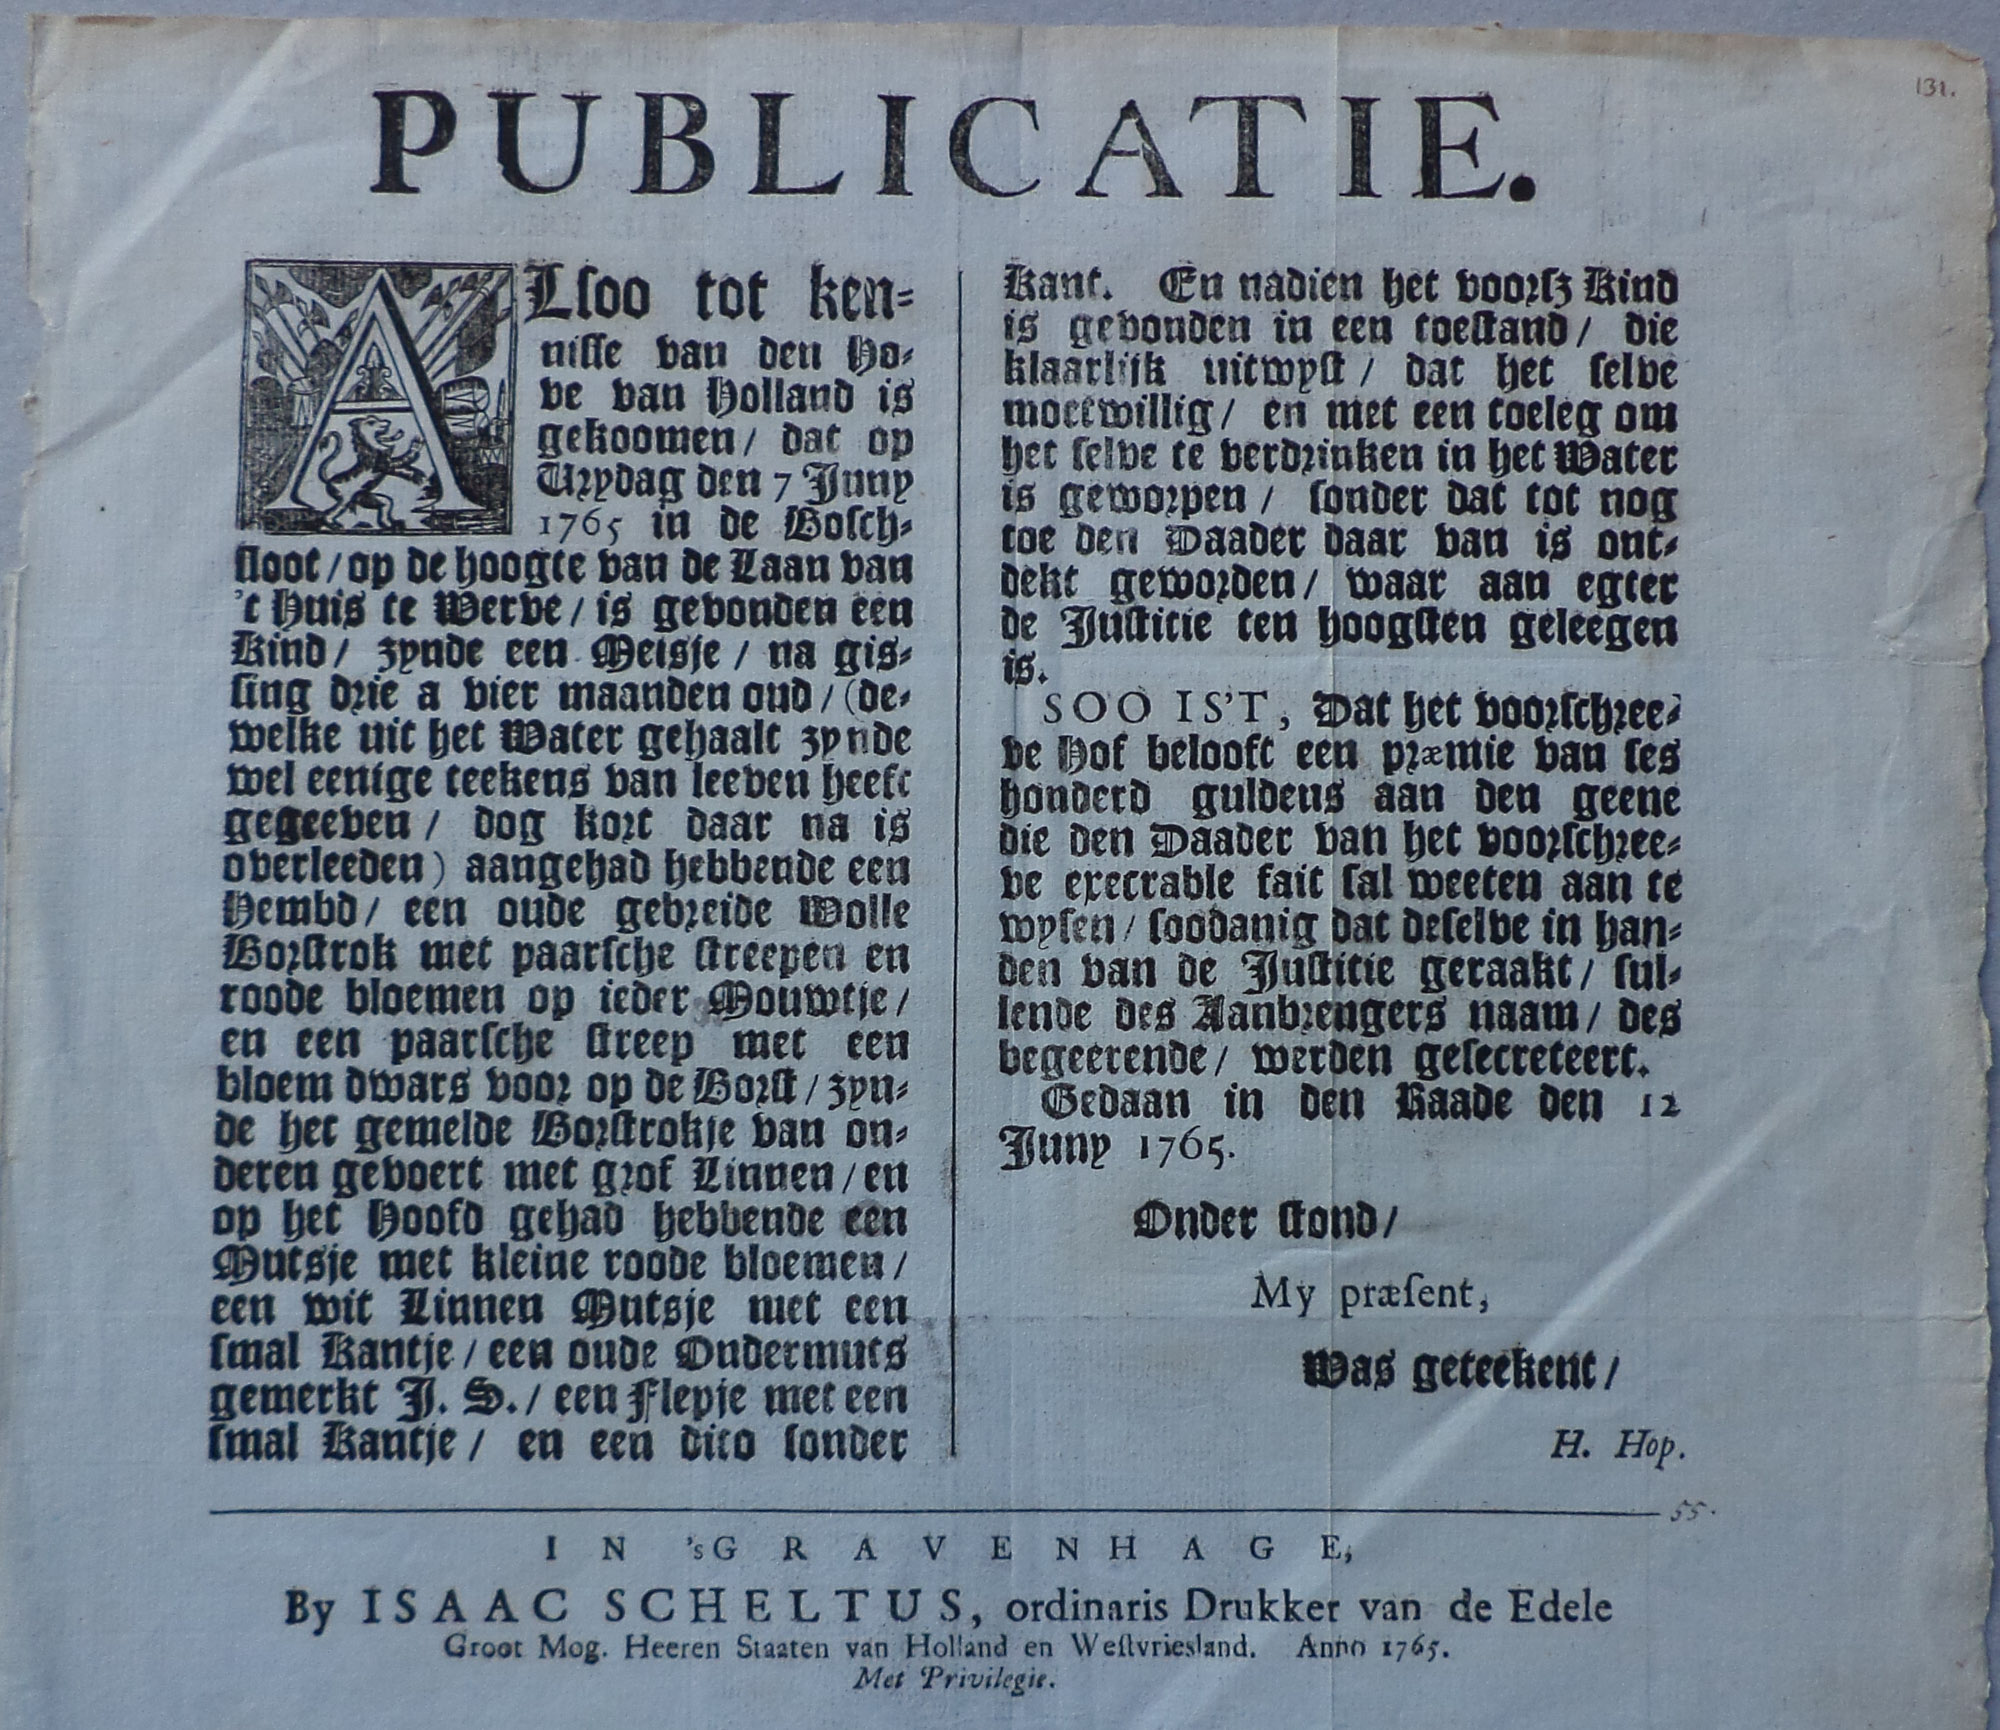 131.
PUBLICATIE.
ALsoo tot ken-
nisse van den Ho-
ve van Holland is
gekoomen / dat op
Vrydag den 7 Juny
1765 in de Bosch-
sloot / op de hoogte van de Laan van
't Huis te Werve / is gevonden een
Kind / zynde een Meisje / na gis-
sing drie a vier maanden oud / (de-
welke uit het Water gehaalt zynde
wel eenige teekens van leeven heeft
gegeeven / dog kort daar na is
overleeden) aangehad hebbende een
Hembd / een oude gebreide Wolle
Borstrok met paarsche streepen en
roode bloemen op ieder Mouwtje /
en een paarsche streep met een
bloem dwars voor op de Borst / zyn-
de het gemelde Borstrokje van on-
deren gevoert met grof Linnen / en
op het Hoofd gehad hebbende een
Mutsje met kleine roode bloemen /
een wit Linnen Mutsje met een
smal Kantje / een oude Ondermuts
gemerkt J. S. / een Flepje met een
smal Kantje / en een dito sonder
Kant. En nadien het voorsz Kind
is gevonden in een toestand / die
klaarlijk uitwyst / dat het selve
moetwillig / en met een toeleg om
het selve te verdrinken in het Water
is geworpen / sonder dat tot nog
toe den Daader daar van is ont-
dekt geworden / waar aan egter
de Justitie ten hoogsten geleegen
is.
SOO IS'T, Dat het voorschree-
ve Hof belooft een præmie van ses
honderd guldens aan den geene
die den Daader van het voorschree-
ve execrable fait sal weeten aan te
wysen / soodanig dat deselve in han-
den van de Justitie geraakt / sul-
lende des Aanbrengers naam / des
begeerende / werden gesecreteert.
Gedaan in den Raade den 12
Juny 1765.
Onder stond /
My præsent,
Was geteekent /
H. Hop.
55.
IN 'sGRAVENHAGE,
By ISAAC SCHELTUS, ordinaris Drukker van de Edele
Groot Mog. Heeren Staaten van Holland en Westvriesland. Anno 1765.
Met Privilegie.